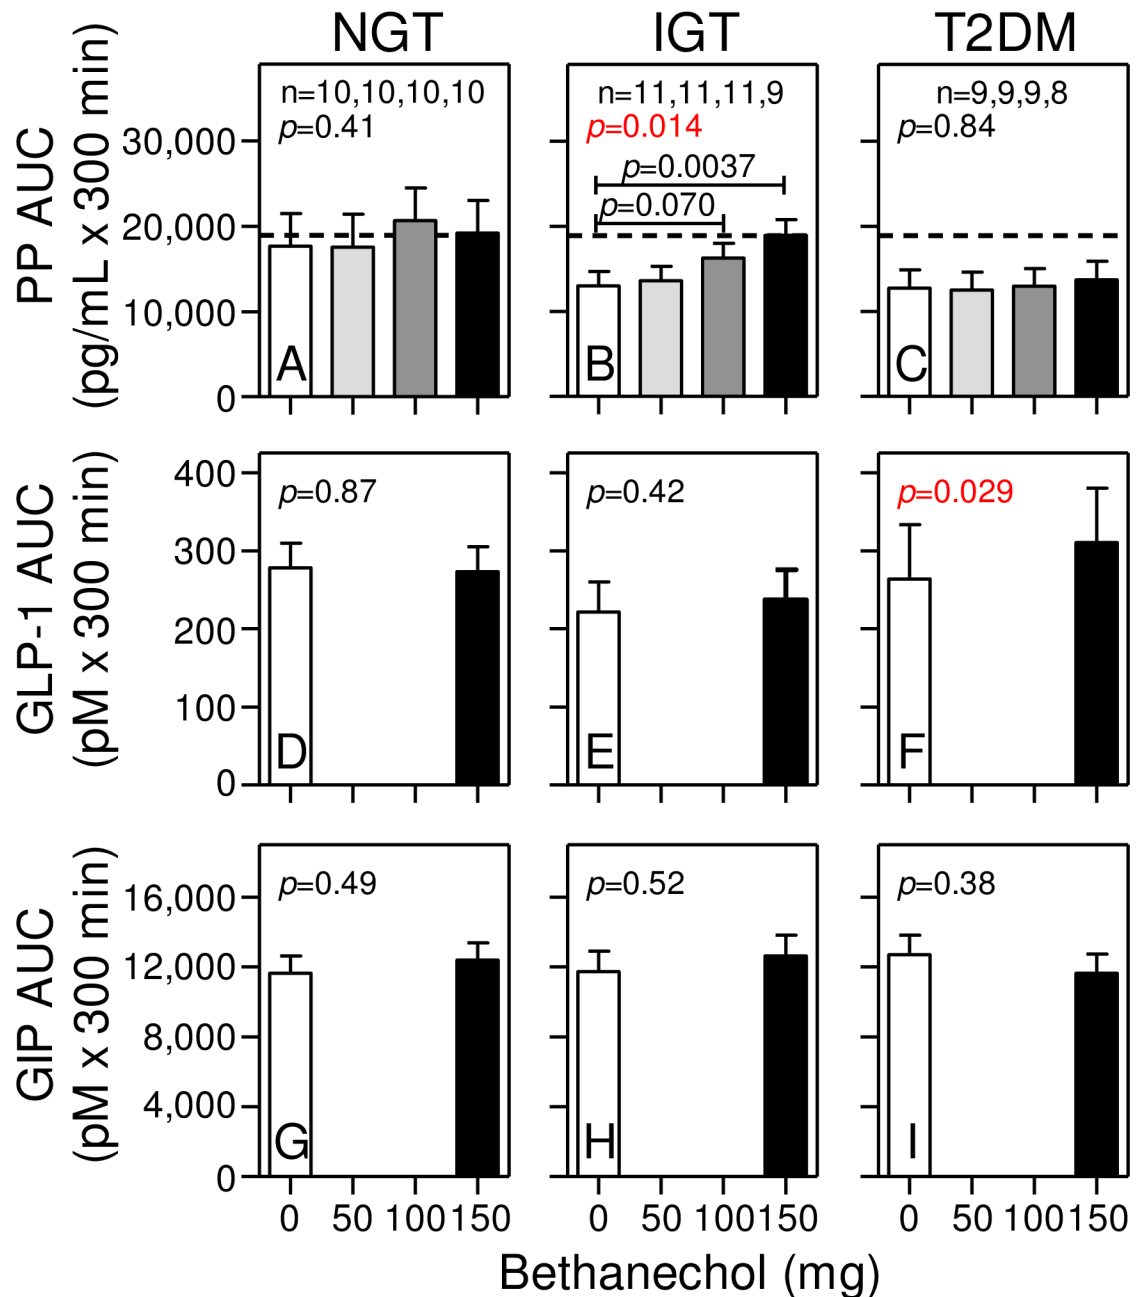 NGT
IGT
T2DM
PP AUC
(pg/mL x 300 min)
30,000
20,000
10,000
0
n=10,10,10,10
p=0.41
A
n=11,11,11,9
p=0.014
p=0.0037
p=0.070
B
n=9,9,9,8
p=0.84
C
GLP-1 AUC
(pM x 300 min)
400
300
200
100
0
p=0.87
D
p=0.42
E
p=0.029
F
GIP AUC
(pM x 300 min)
16,000
12,000
8,000
4,000
0
p=0.49
G
p=0.52
H
p=0.38
I
0 50 100 150
0 50 100 150
0 50 100 150
Bethanechol (mg)